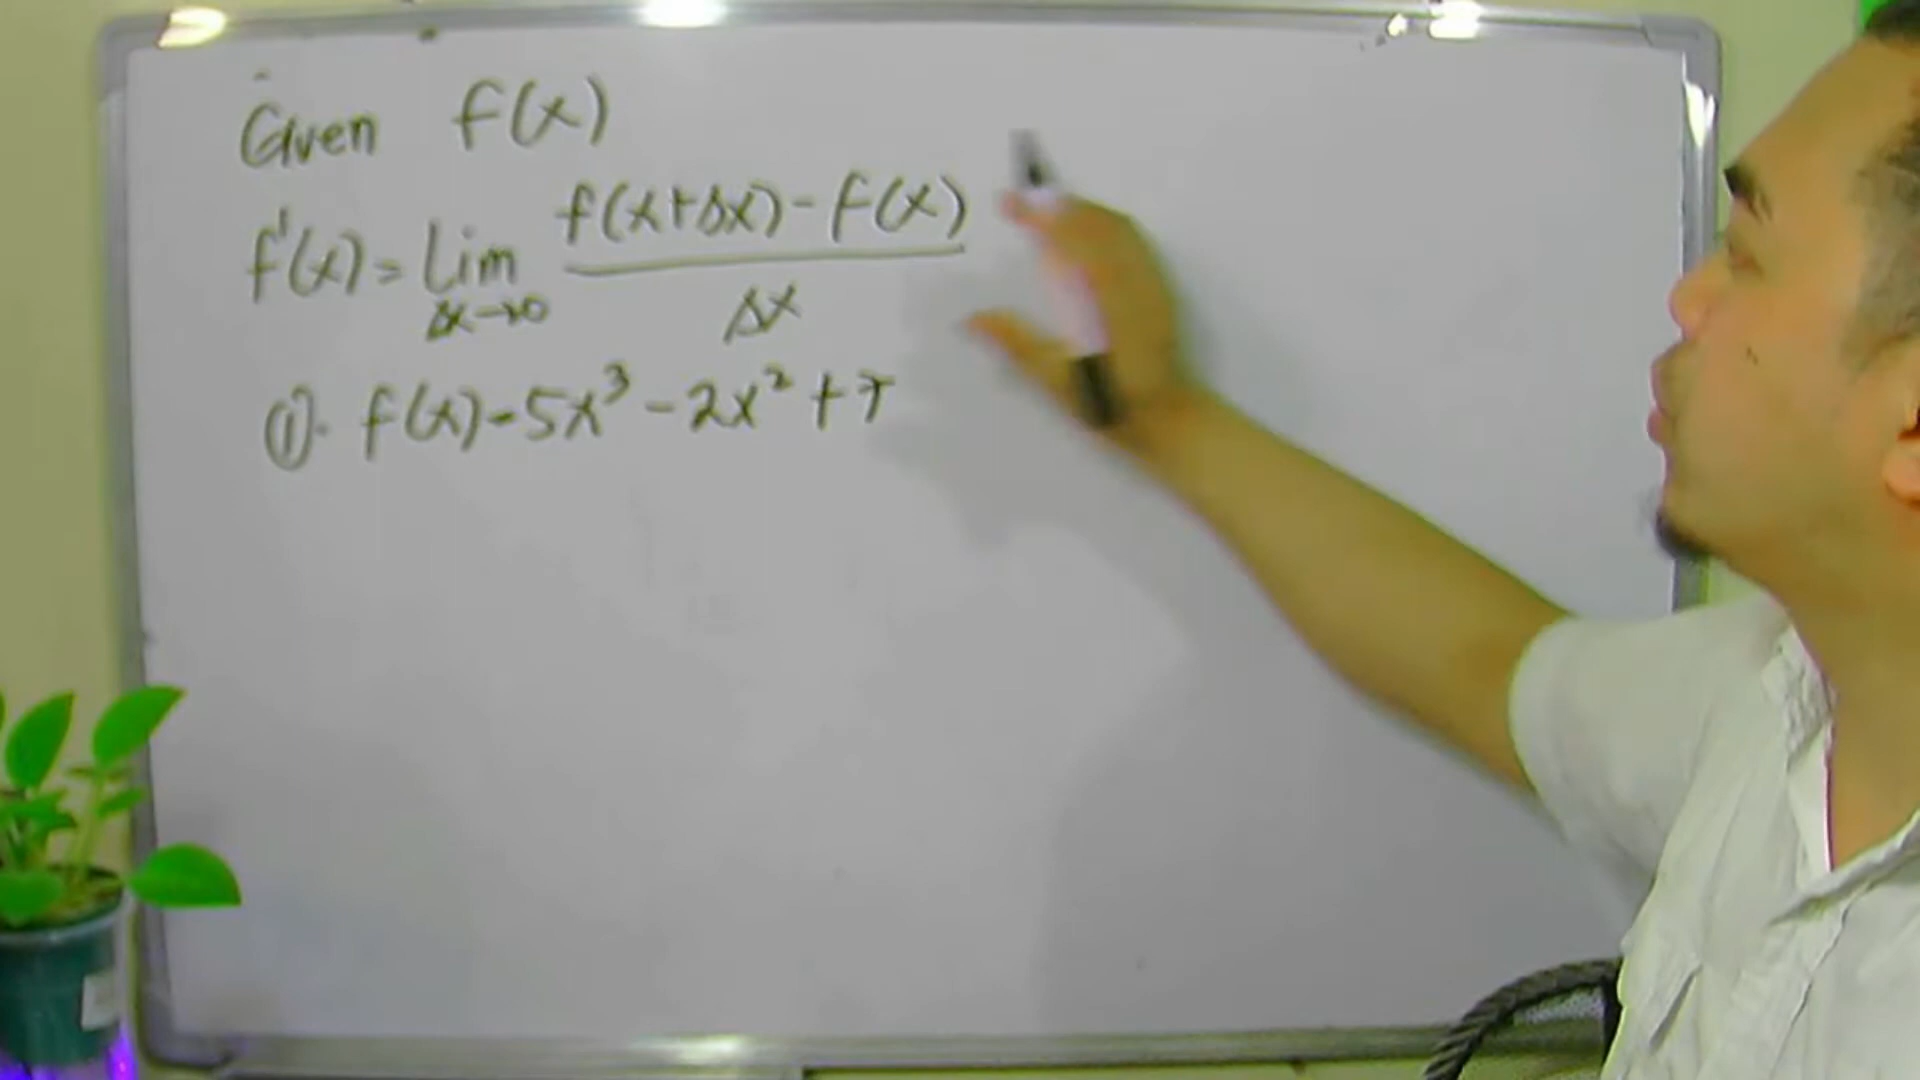 Given f(x)
f'(x) = Lim Δx→0 f(x+Δx) - f(x) / Δx
①. f(x) = 5x³ - 2x² + 7